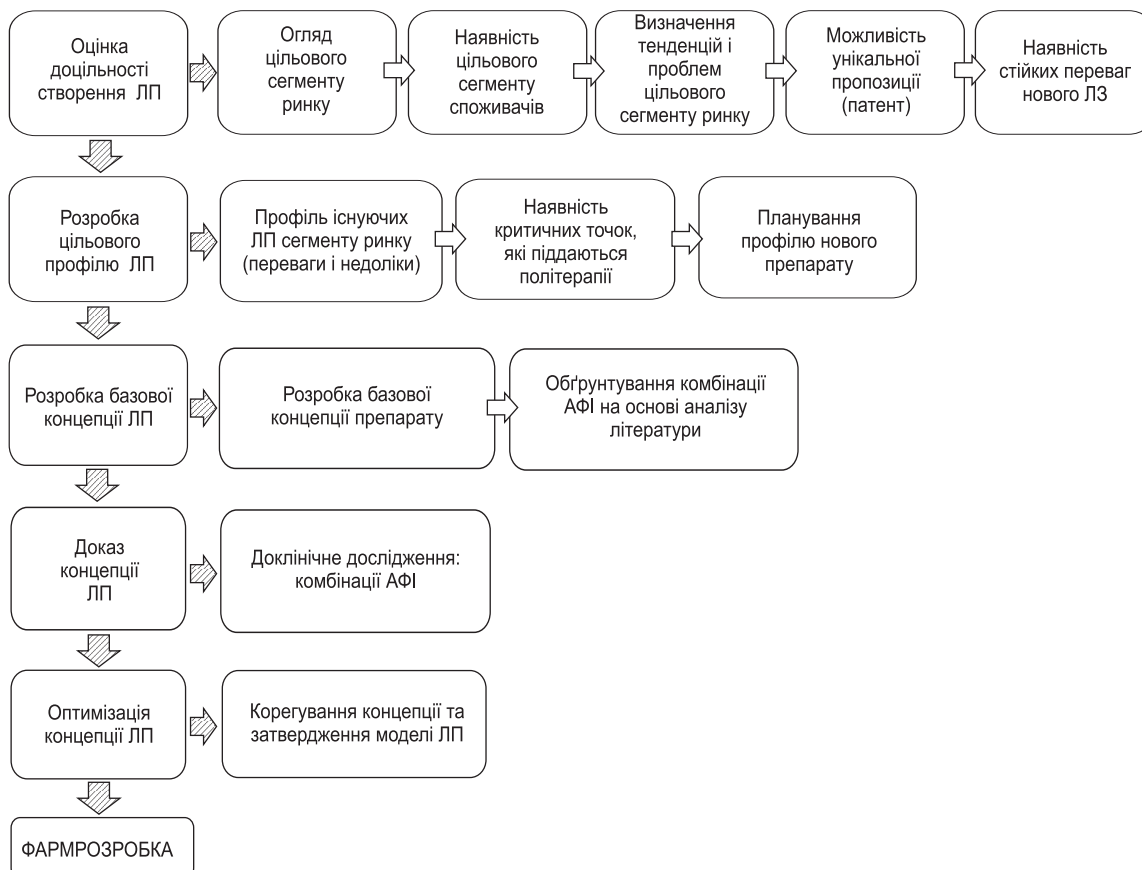 Оцінка
доцільності
створення ЛП
Огляд
цільового
сегменту
ринку
Наявність
цільового
сегменту
споживачів
Визначення
тенденцій і
проблем
цільового
сегменту ринку
Можливість
унікальної
пропозиції
(патент)
Наявність
стійких переваг
нового ЛЗ
Розробка
цільового
профілю ЛП
Профіль існуючих
ЛП сегменту ринку
(переваги і недоліки)
Наявність
критичних точок,
які піддаються
політерапії
Планування
профілю нового
препарату
Розробка базової
концепції ЛП
Розробка базової
концепції препарату
Обґрунтування комбінації
АФІ на основі аналізу
літератури
Доказ
концепції
ЛП
Доклінічне дослідження:
комбінації АФІ
Оптимізація
концепції ЛП
Корегування концепції та
затвердження моделі ЛП
ФАРМРОЗРОБКА